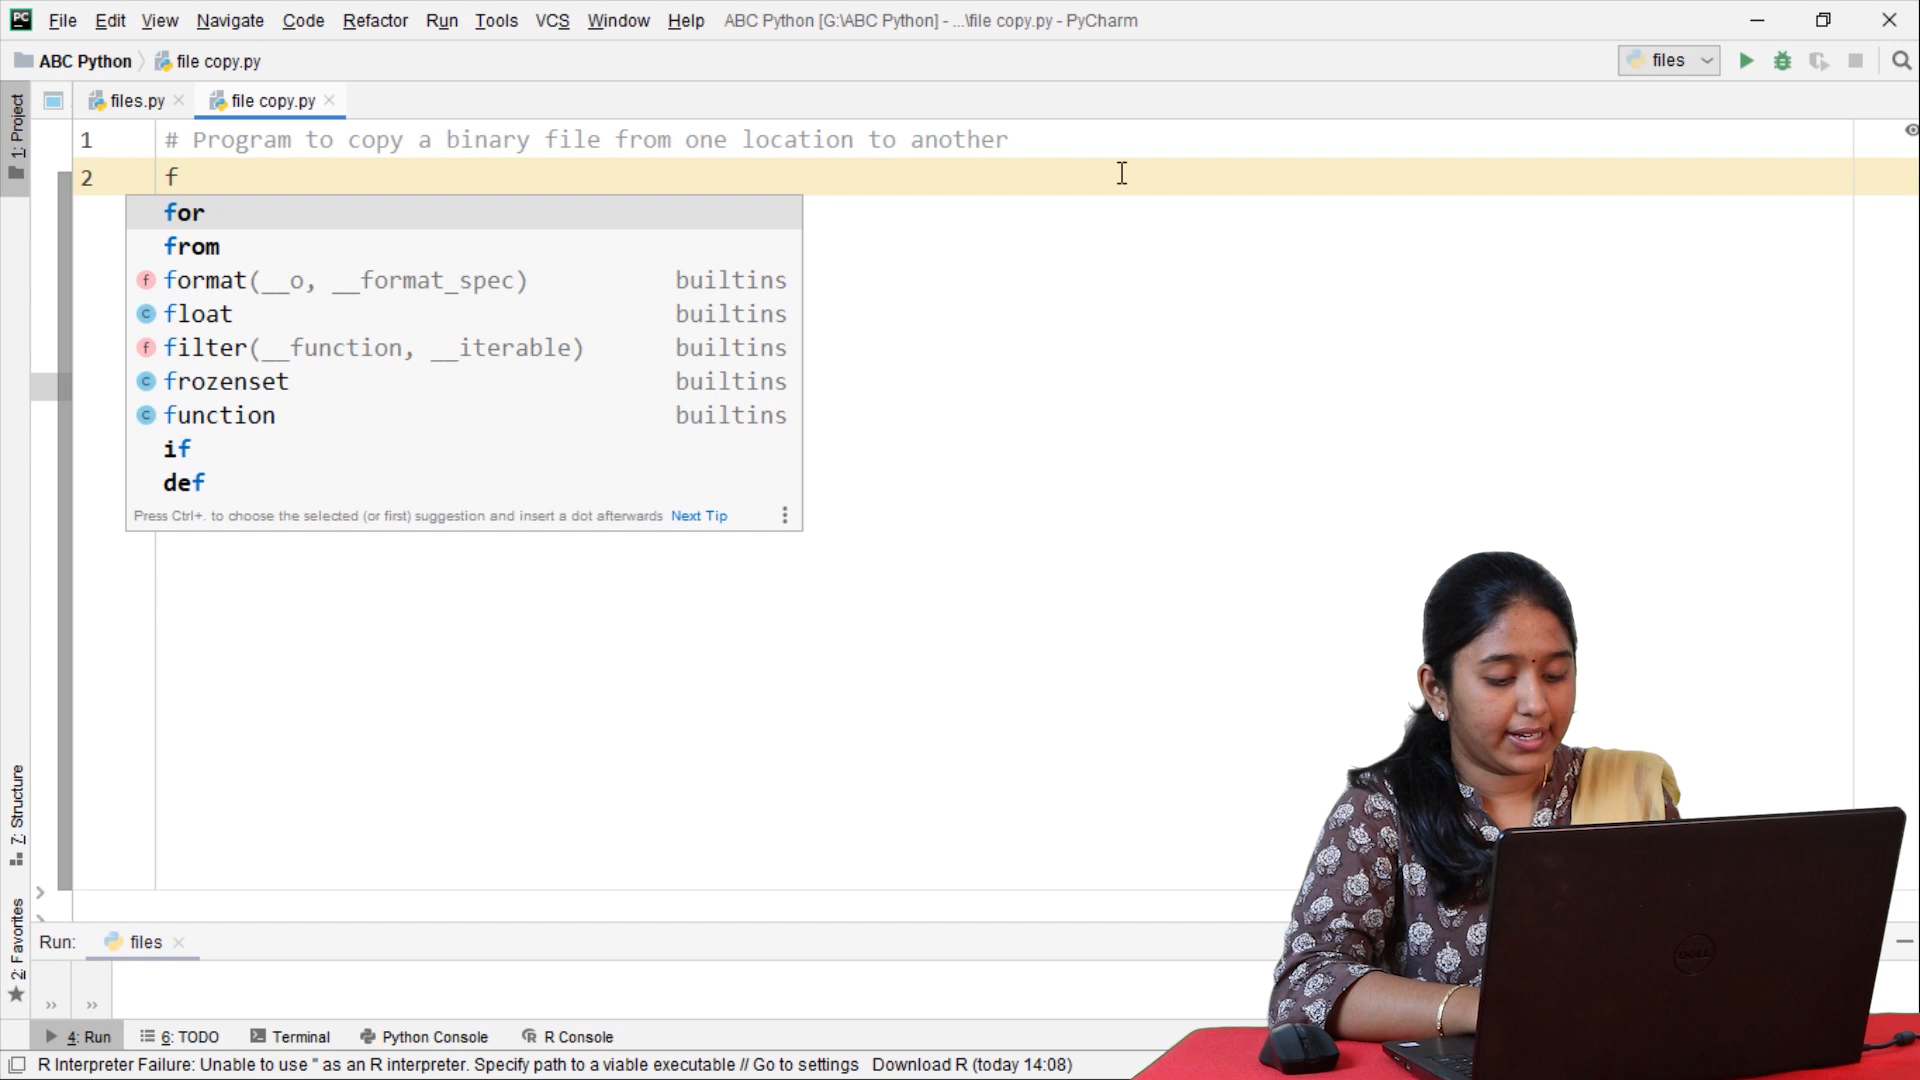 PC File Edit View Navigate Code Refactor Run Tools VCS Window Help ABC Python [G:\ABC Python] - ...\file copy.py - PyCharm
ABC Python file copy.py files
1: Project
files.py file copy.py
1 # Program to copy a binary file from one location to another
2 f
for
from
f format(__o, __format_spec) builtins
c float builtins
f filter(__function, __iterable) builtins
c frozenset builtins
c function builtins
if
def
Press Ctrl+. to choose the selected (or first) suggestion and insert a dot afterwards Next Tip
7: Structure
2: Favorites
Run: files
4: Run 6: TODO Terminal Python Console R Console
R Interpreter Failure: Unable to use '' as an R interpreter. Specify path to a viable executable // Go to settings Download R (today 14:08)
DELL